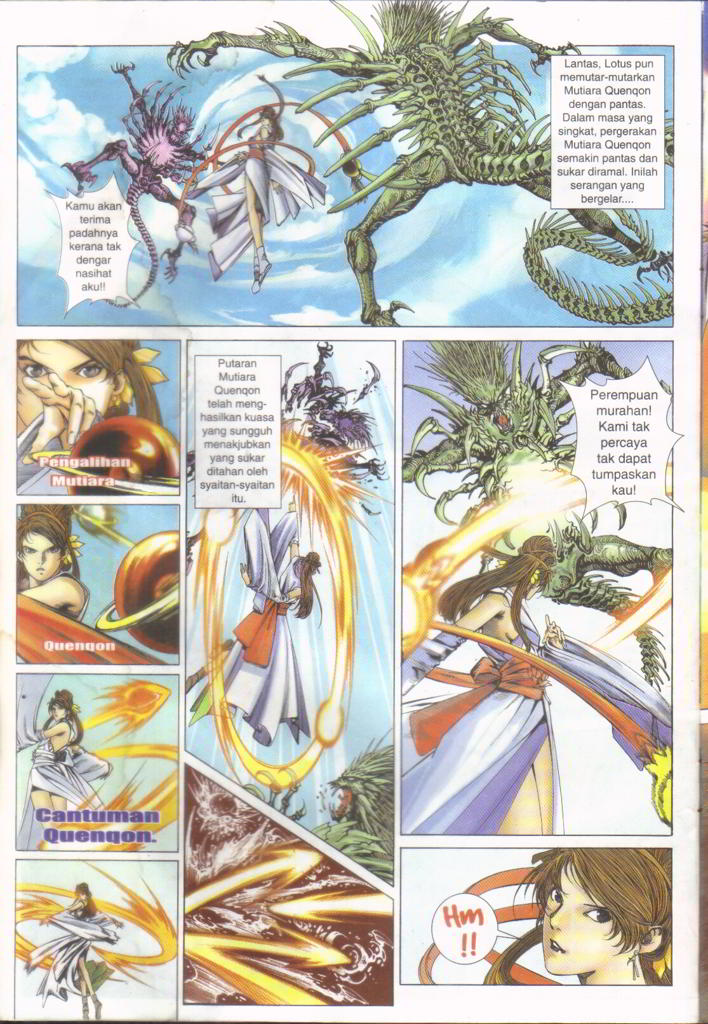 Lantas, Lotus pun
memutar-mutarkan
Mutiara Quenqon
dengan pantas.
Dalam masa yang
singkat, pergerakan
Mutiara Quenqon
semakin pantas dan
sukar diramal. Inilah
serangan yang
bergelar....
Kamu akan
terima
padahnya
kerana tak
dengar
nasihat
aku!!
Pengalihan
Mutiara
Quenqon
Cantuman
Quenqon.
Putaran
Mutiara
Quenqon
telah meng-
hasilkan kuasa
yang sungguh
menakjubkan
yang sukar
ditahan oleh
syaitan-syaitan
itu.
Perempuan
murahan!
Kami tak
percaya
tak dapat
tumpaskan
kau!
Hm
!!